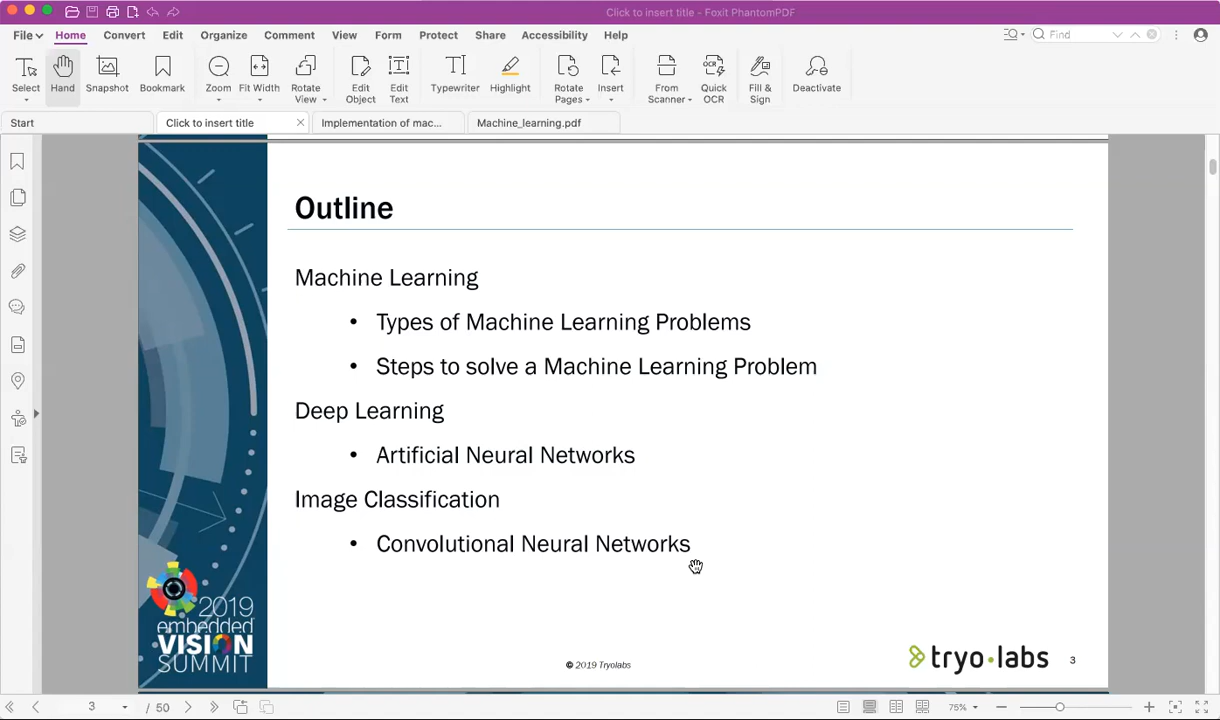 Click to insert title - Foxit PhantomPDF
File Home Convert Edit Organize Comment View Form Protect Share Accessibility Help Find
Select Hand Snapshot Bookmark Zoom Fit Width Rotate View Edit Object Edit Text Typewriter Highlight Rotate Pages Insert From Scanner Quick OCR Fill & Sign Deactivate
Start Click to insert title Implementation of mac... Machine_learning.pdf
Outline
Machine Learning
• Types of Machine Learning Problems
• Steps to solve a Machine Learning Problem
Deep Learning
• Artificial Neural Networks
Image Classification
• Convolutional Neural Networks
2019
embedded
VISION
SUMMIT
© 2019 Tryolabs
tryo·labs
3
3 / 50 75%